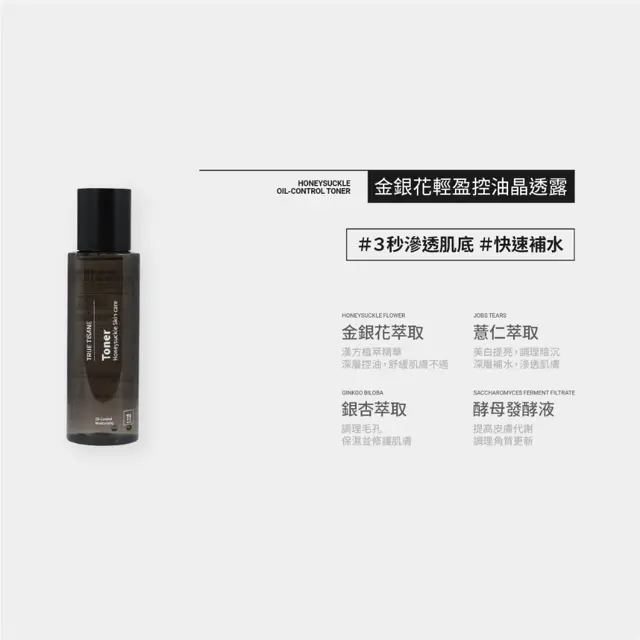 HONEYSUCKLE
OIL-CONTROL TONER
金銀花輕盈控油晶透露
#3秒滲透肌底 #快速補水
HONEYSUCKLE FLOWER
金銀花萃取
漢方植萃精華
深層控油，舒緩肌膚不適
JOBS TEARS
薏仁萃取
美白提亮，調理暗沉
深層補水，滲透肌膚
GINKGO BILOBA
銀杏萃取
調理毛孔
保濕並修護肌膚
SACCHAROMYCES FERMENT FILTRATE
酵母發酵液
提高皮膚代謝
調理角質更新
TRUE TISANE
Toner
Honeysuckle Skin care
Oil-Control
Moisturizing